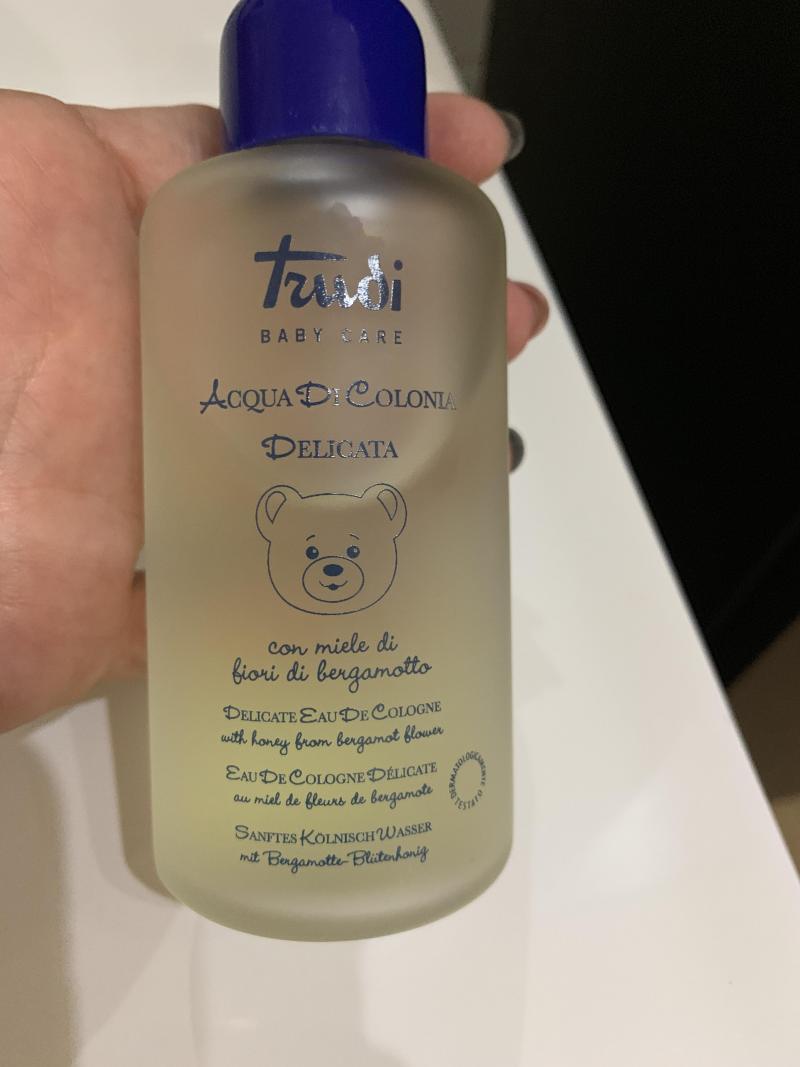 trudi
BABY CARE
ACQUA DI COLONIA
DELICATA
con miele di
fiori di bergamotto
DELICATE EAU DE COLOGNE
with honey from bergamot flower
EAU DE COLOGNE DÉLICATE
au miel de fleurs de bergamote
SANFTES KÖLNISCH WASSER
mit Bergamotte-Blütenhonig
DERMATOLOGICAMENTE TESTATO